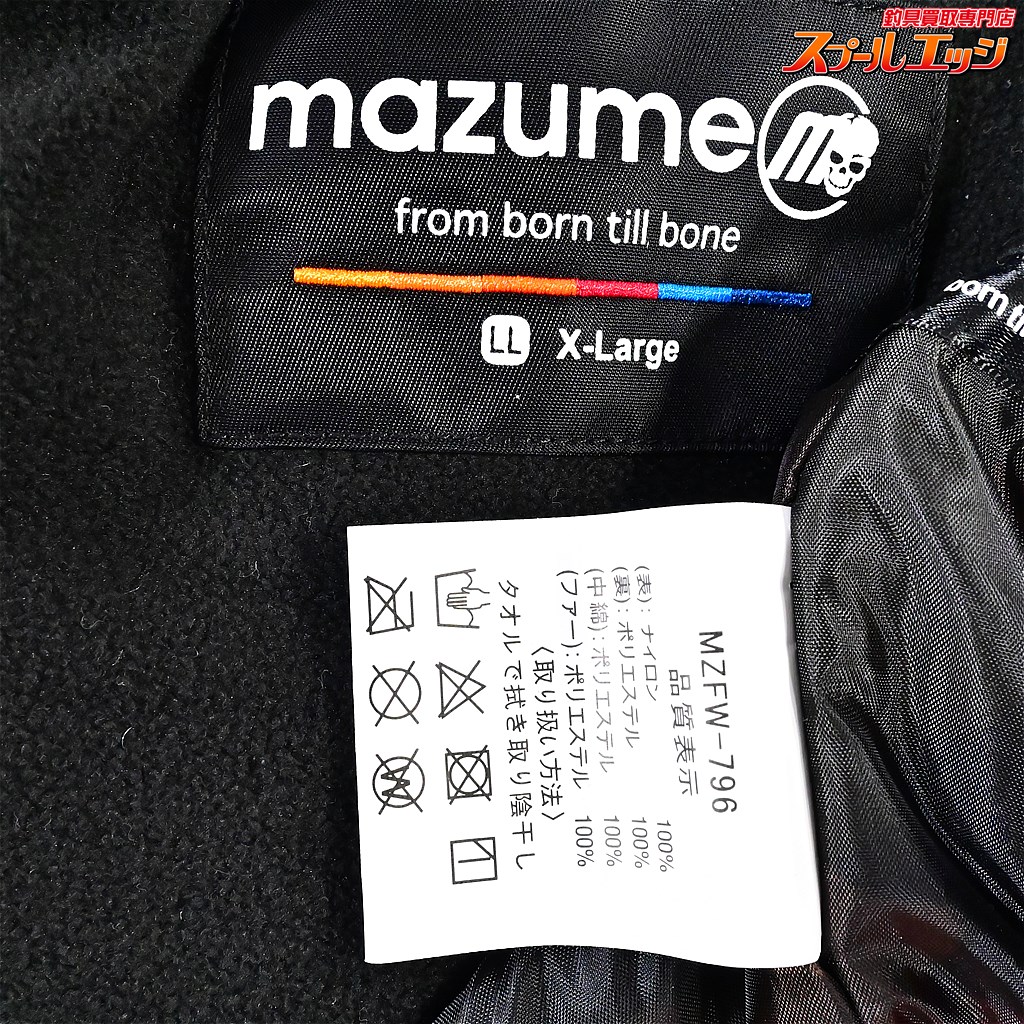 釣具買取専門店
スプールエッジ
mazume
m
from born till bone
LL X-Large
born ti
MZFW-796
品質表示
(表): ナイロン 100%
(裏): ポリエステル 100%
(中綿): ポリエステル 100%
(ファー): ポリエステル 100%
〈取り扱い方法〉
タオルで拭き取り陰干し
W